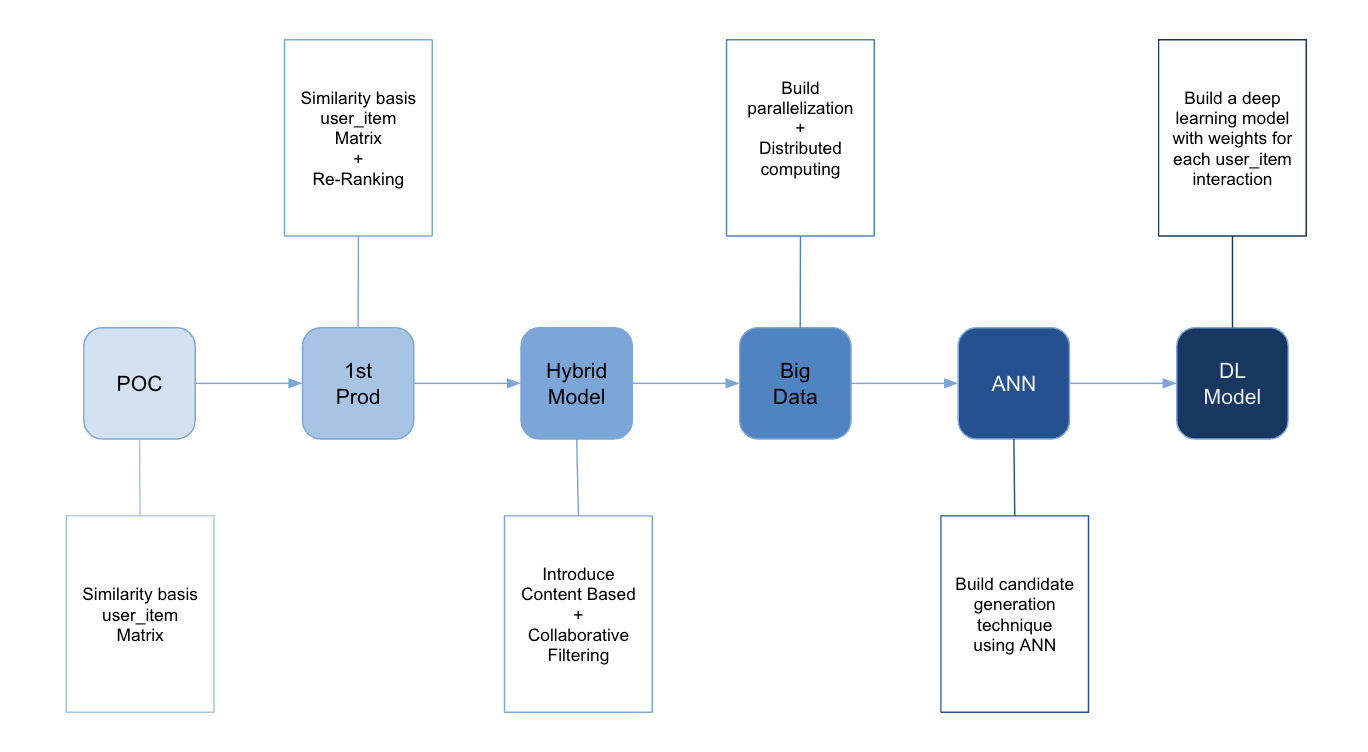 Similarity basis
user_item
Matrix
+
Re-Ranking
Build
parallelization
+
Distributed
computing
Build a deep
learning model
with weights for
each user_item
interaction
POC
1st
Prod
Hybrid
Model
Big
Data
ANN
DL
Model
Similarity basis
user_item
Matrix
Introduce
Content Based
+
Collaborative
Filtering
Build candidate
generation
technique
using ANN